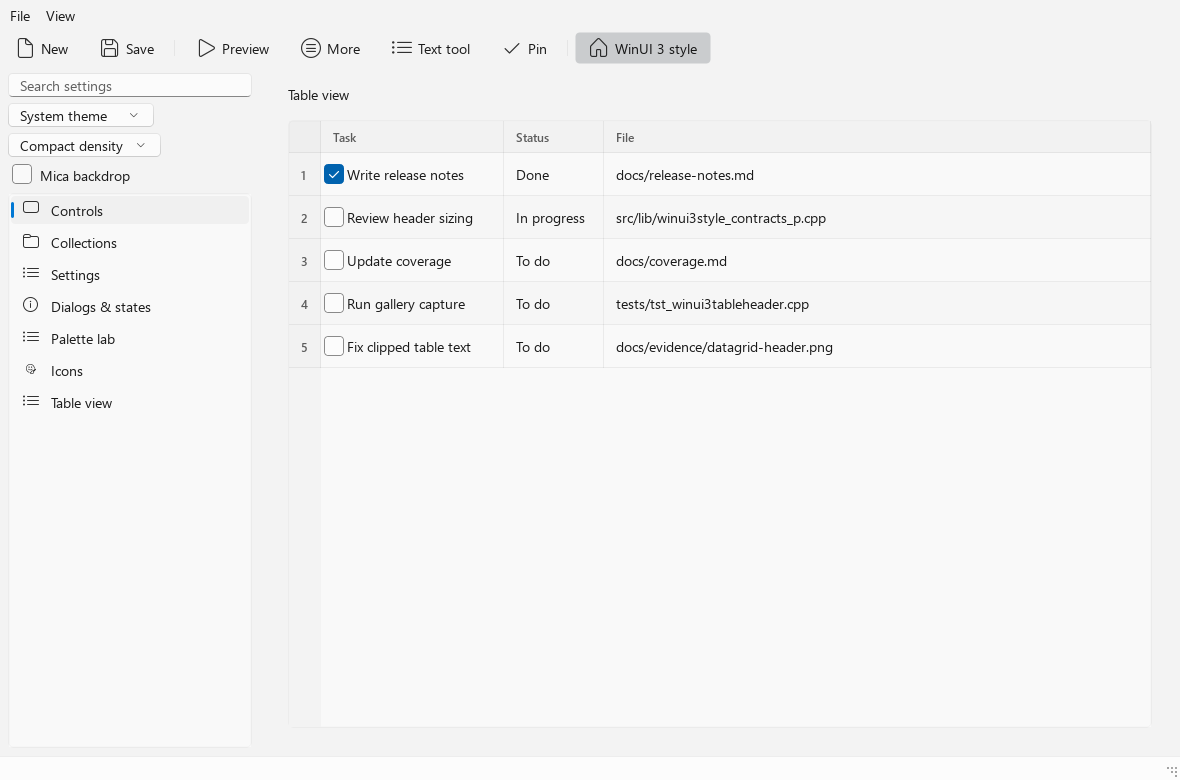 File View
New Save Preview More Text tool Pin WinUI 3 style
Search settings
System theme
Compact density
Mica backdrop
Controls
Collections
Settings
Dialogs & states
Palette lab
Icons
Table view
Table view
Task Status File
1 Write release notes Done docs/release-notes.md
2 Review header sizing In progress src/lib/winui3style_contracts_p.cpp
3 Update coverage To do docs/coverage.md
4 Run gallery capture To do tests/tst_winui3tableheader.cpp
5 Fix clipped table text To do docs/evidence/datagrid-header.png